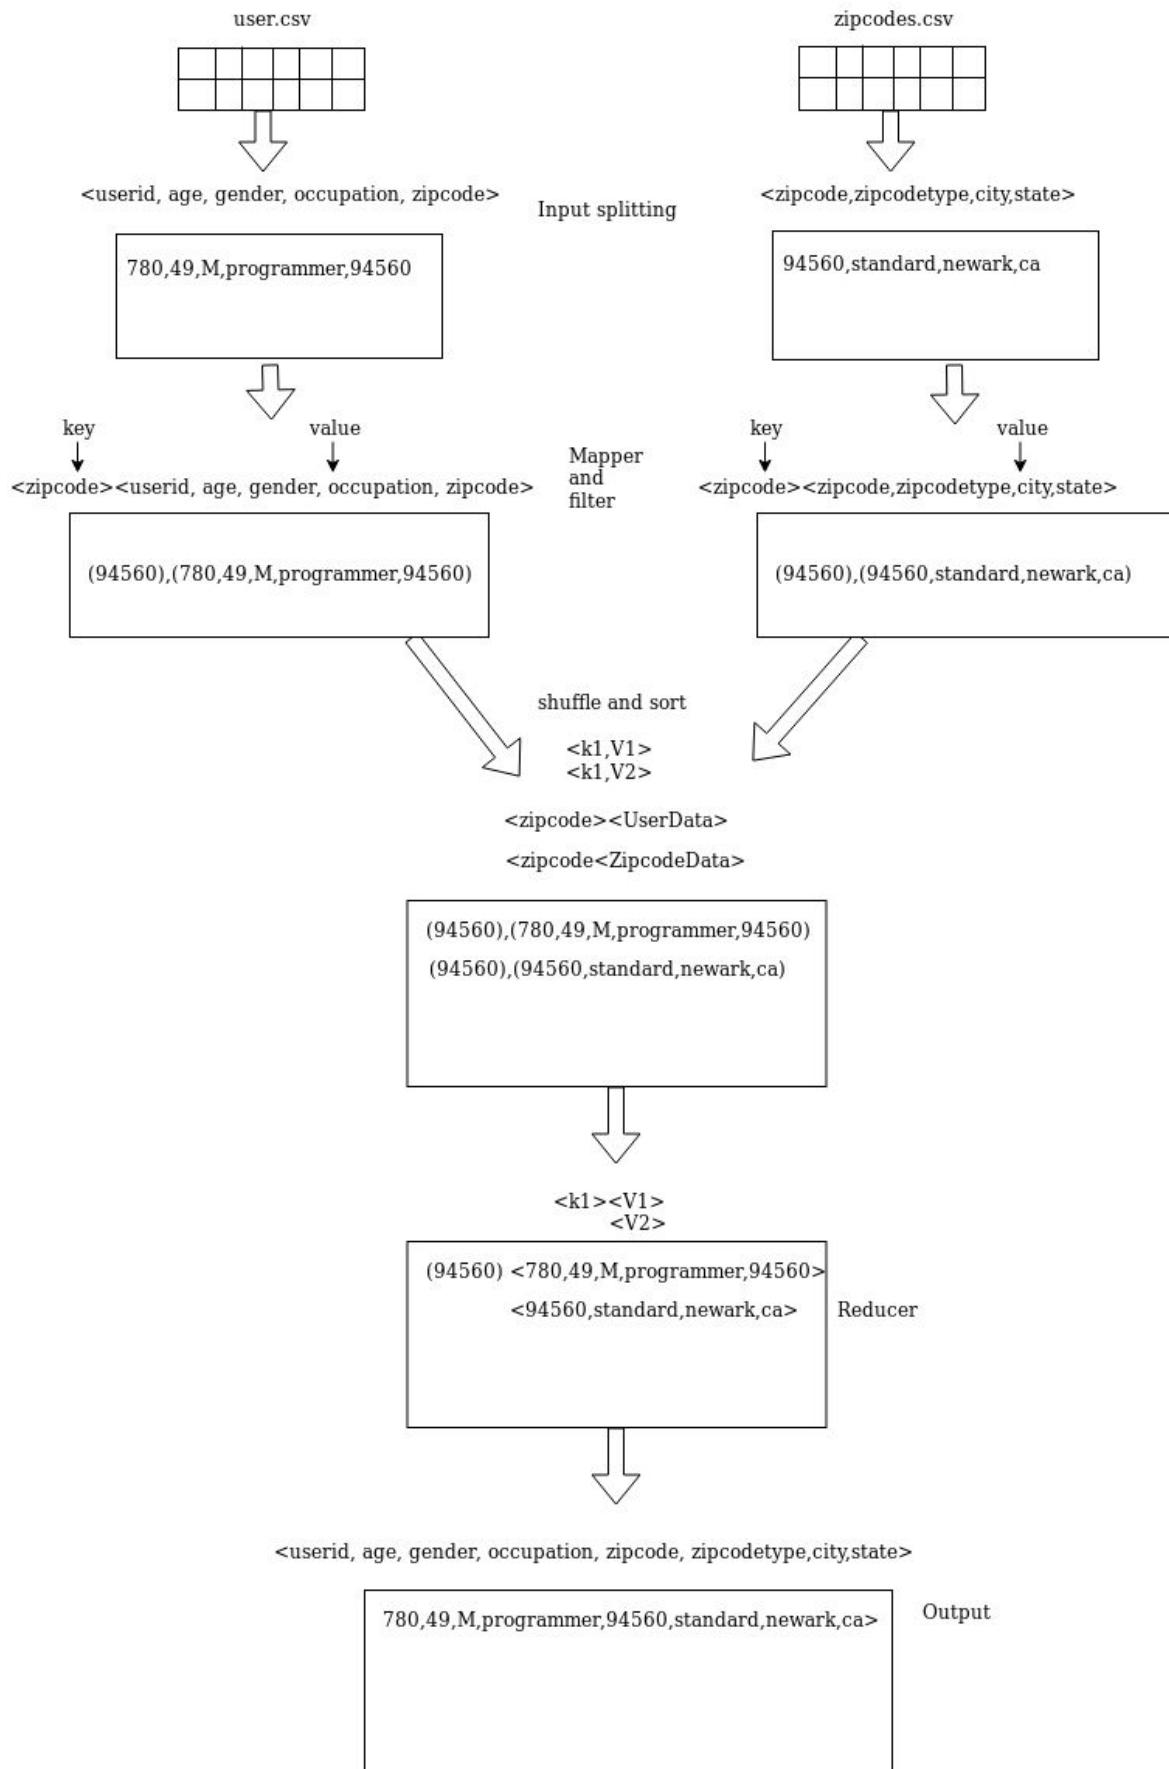 user.csv
zipcodes.csv
<userid, age, gender, occupation, zipcode>
<zipcode,zipcodetype,city,state>
Input splitting
780,49,M,programmer,94560
94560,standard,newark,ca
key
value
key
value
Mapper
and
filter
<zipcode><userid, age, gender, occupation, zipcode>
<zipcode><zipcode,zipcodetype,city,state>
(94560),(780,49,M,programmer,94560)
(94560),(94560,standard,newark,ca)
shuffle and sort
<k1,V1>
<k1,V2>
<zipcode><UserData>
<zipcode<ZipcodeData>
(94560),(780,49,M,programmer,94560)
(94560),(94560,standard,newark,ca)
<k1><V1>
<V2>
(94560) <780,49,M,programmer,94560>
<94560,standard,newark,ca>
Reducer
<userid, age, gender, occupation, zipcode, zipcodetype,city,state>
780,49,M,programmer,94560,standard,newark,ca>
Output